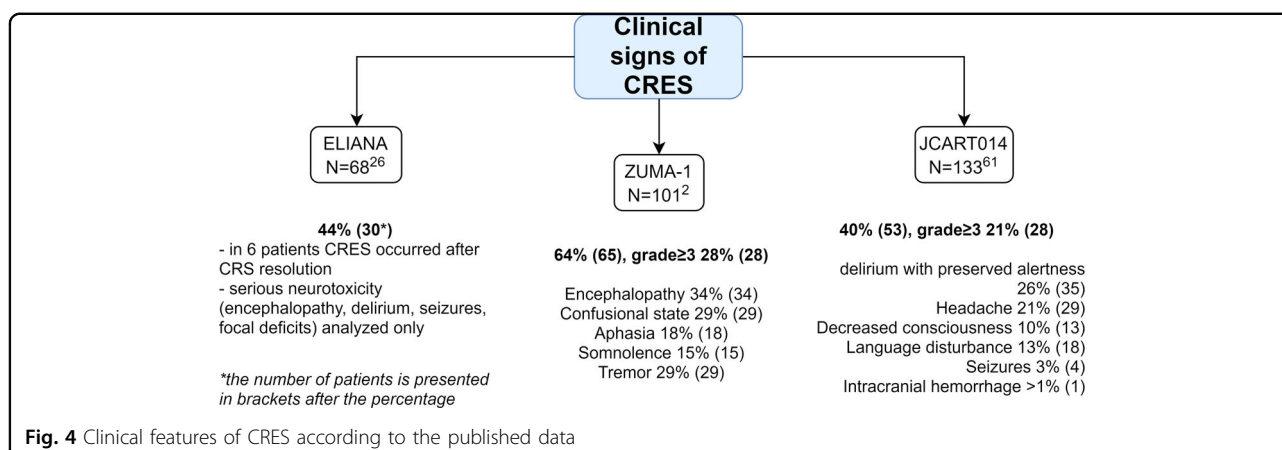 Clinical
signs of
CRES
ELIANA
N=68²⁶
ZUMA-1
N=101²
JCART014
N=133⁶¹
44% (30*)
- in 6 patients CRES occurred after
CRS resolution
- serious neurotoxicity
(encephalopathy, delirium, seizures,
focal deficits) analyzed only
*the number of patients is presented
in brackets after the percentage
64% (65), grade≥3 28% (28)
Encephalopathy 34% (34)
Confusional state 29% (29)
Aphasia 18% (18)
Somnolence 15% (15)
Tremor 29% (29)
40% (53), grade≥3 21% (28)
delirium with preserved alertness
26% (35)
Headache 21% (29)
Decreased consciousness 10% (13)
Language disturbance 13% (18)
Seizures 3% (4)
Intracranial hemorrhage >1% (1)
Fig. 4 Clinical features of CRES according to the published data